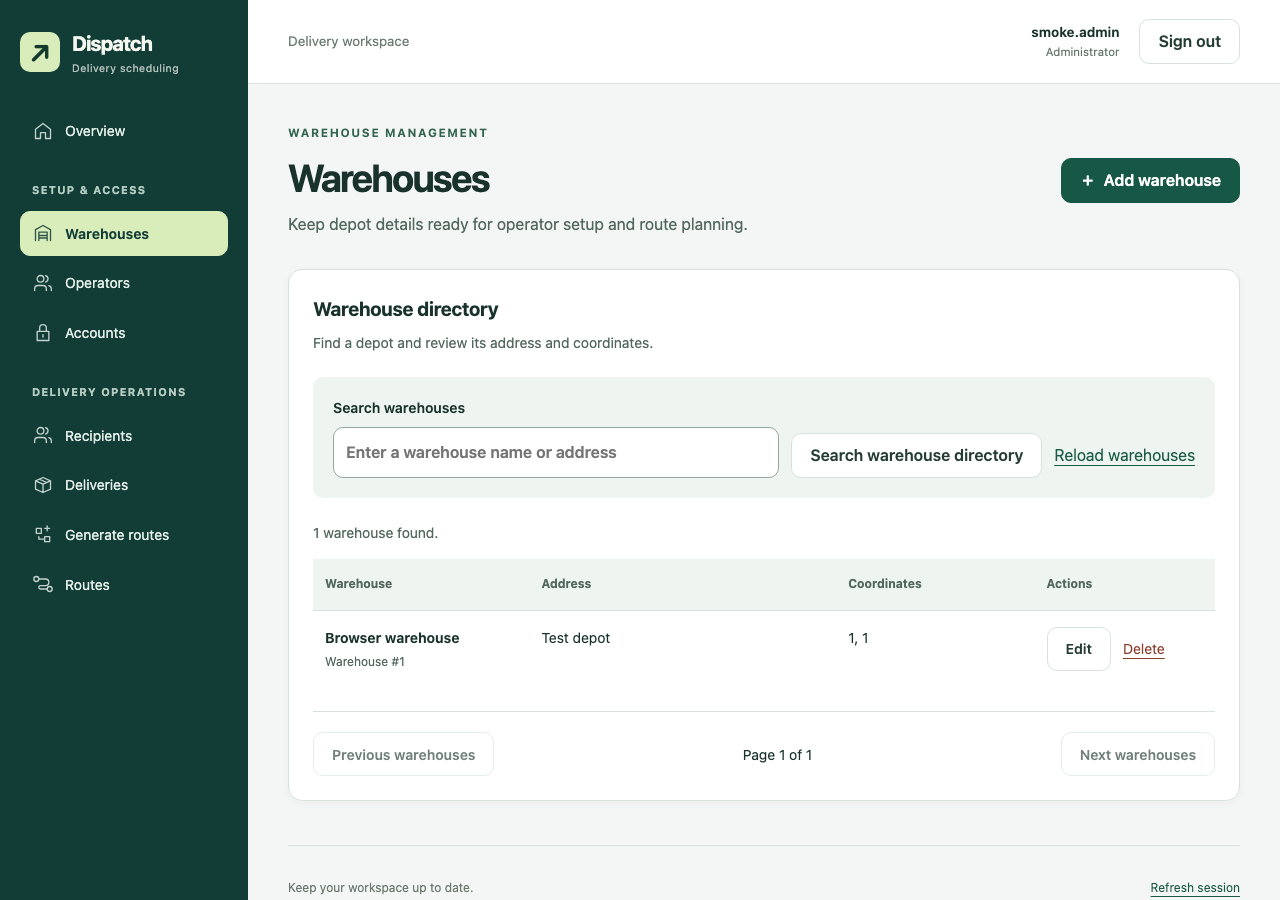 Dispatch
Delivery scheduling
Overview
SETUP & ACCESS
Warehouses
Operators
Accounts
DELIVERY OPERATIONS
Recipients
Deliveries
Generate routes
Routes
Delivery workspace
smoke.admin
Administrator
Sign out
WAREHOUSE MANAGEMENT
Warehouses
+ Add warehouse
Keep depot details ready for operator setup and route planning.
Warehouse directory
Find a depot and review its address and coordinates.
Search warehouses
Enter a warehouse name or address
Search warehouse directory
Reload warehouses
1 warehouse found.
Warehouse Address Coordinates Actions
Browser warehouse Test depot 1, 1 Edit Delete
Warehouse #1
Previous warehouses Page 1 of 1 Next warehouses
Keep your workspace up to date. Refresh session